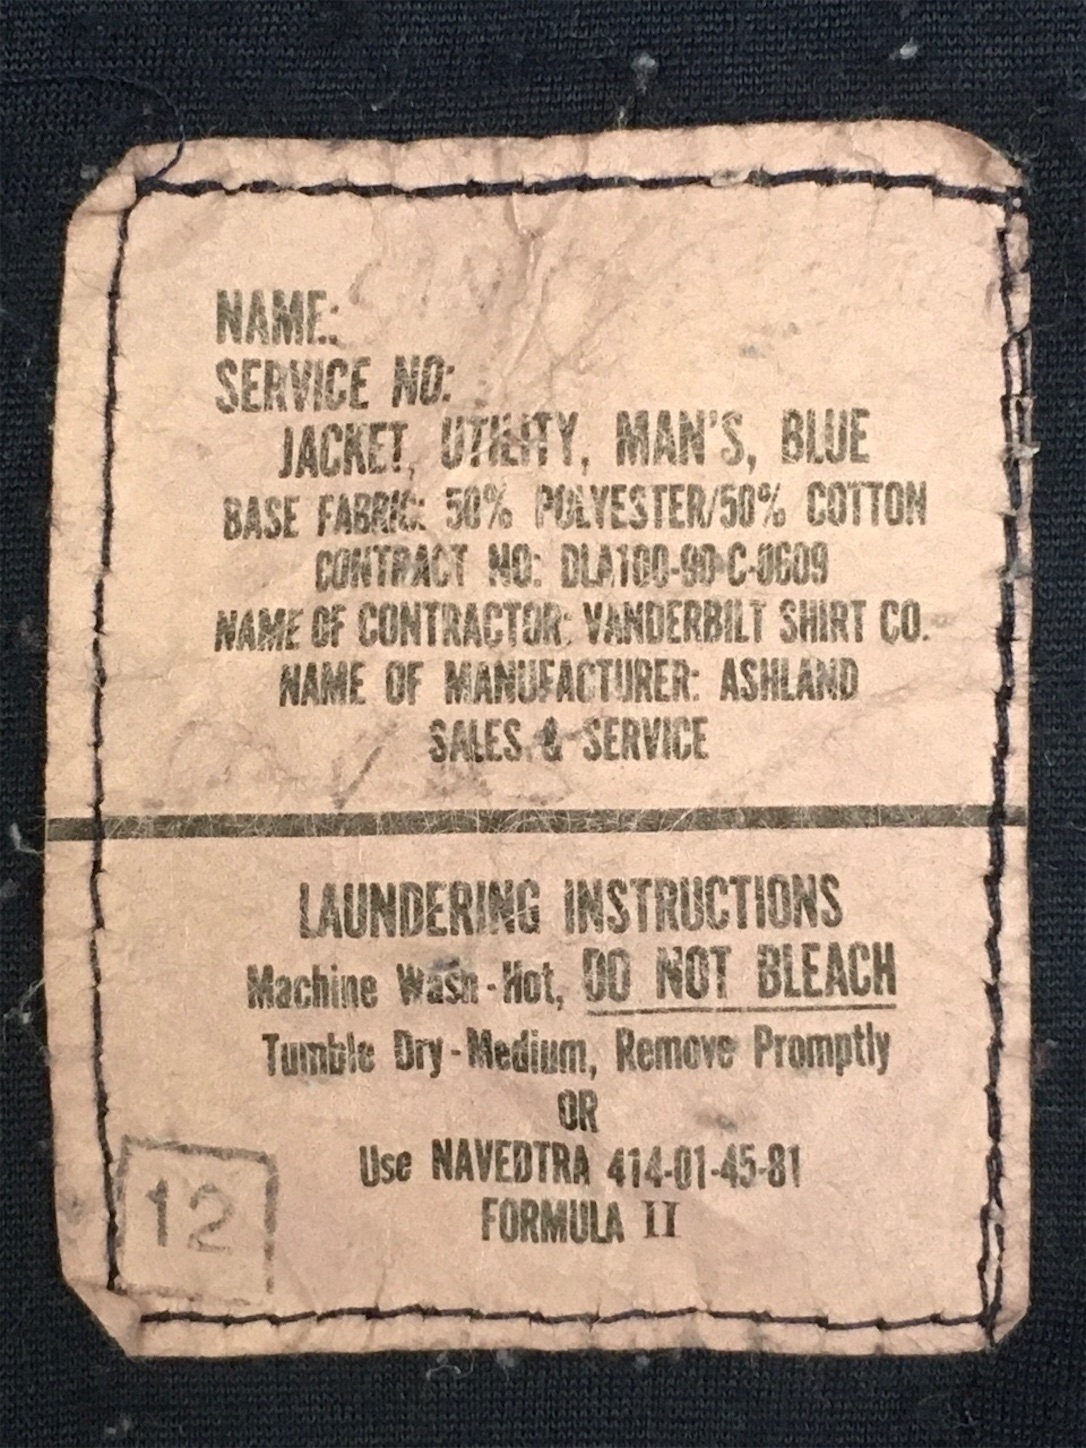 NAME:
SERVICE NO:
JACKET, UTILITY, MAN'S, BLUE
BASE FABRIC: 50% POLYESTER/50% COTTON
CONTRACT NO: DLA100-90-C-0609
NAME OF CONTRACTOR: VANDERBILT SHIRT CO.
NAME OF MANUFACTURER: ASHLAND
SALES & SERVICE
LAUNDERING INSTRUCTIONS
Machine Wash-Hot, DO NOT BLEACH
Tumble Dry-Medium, Remove Promptly
OR
Use NAVEDTRA 414-01-45-81
FORMULA II
12